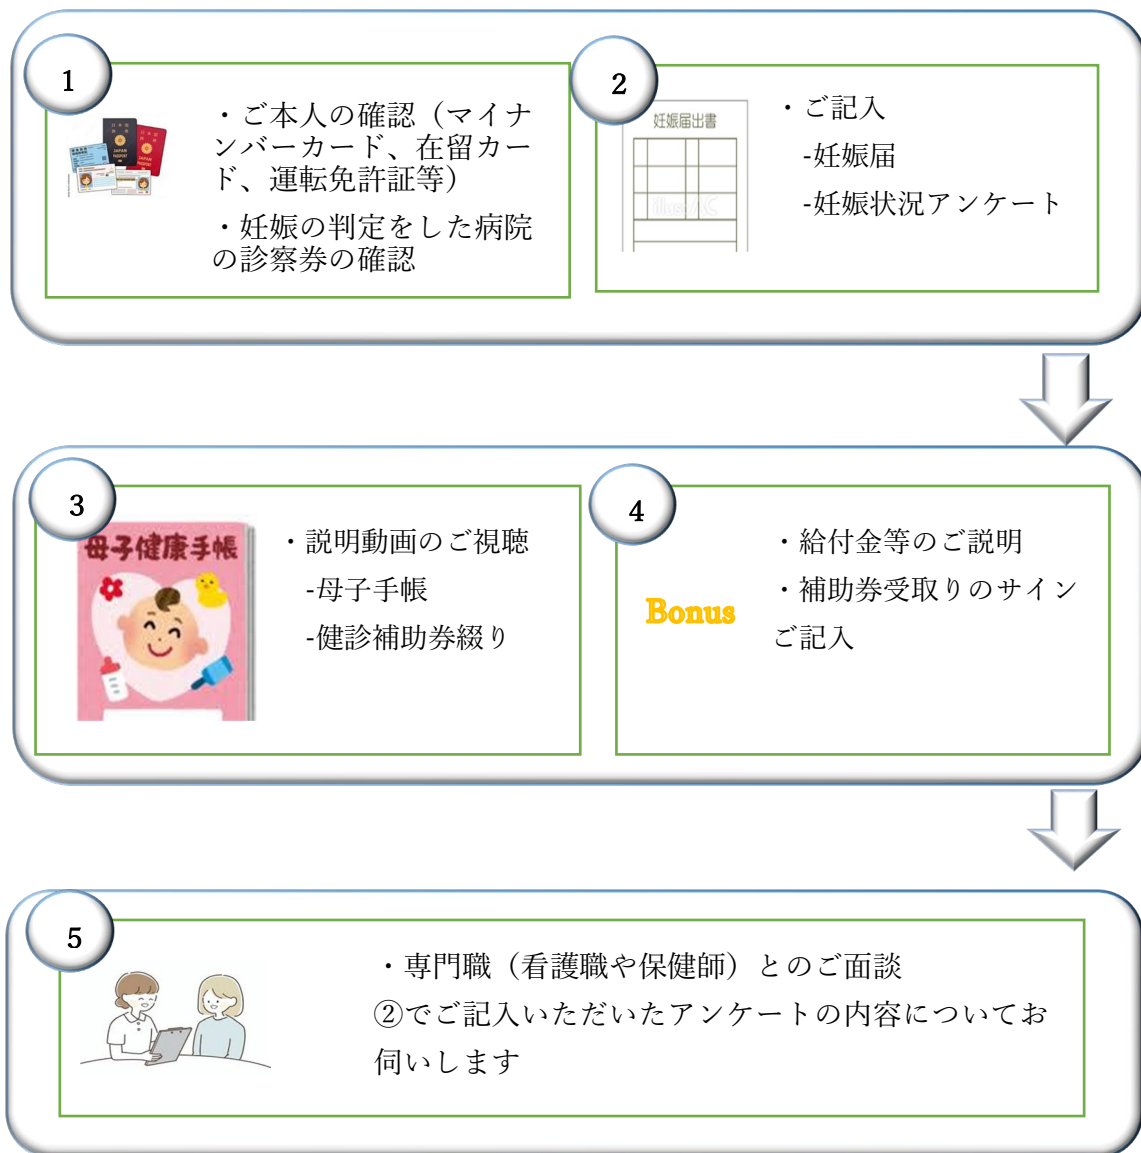 1
・ご本人の確認（マイナ
ンバーカード、在留カー
ド、運転免許証等）
・妊娠の判定をした病院
の診察券の確認
2
妊娠届出書
・ご記入
-妊娠届
-妊娠状況アンケート
3
母子健康手帳
・説明動画のご視聴
-母子手帳
-健診補助券綴り
4
Bonus
・給付金等のご説明
・補助券受取りのサイン
ご記入
5
・専門職（看護職や保健師）とのご面談
②でご記入いただいたアンケートの内容についてお
伺いします